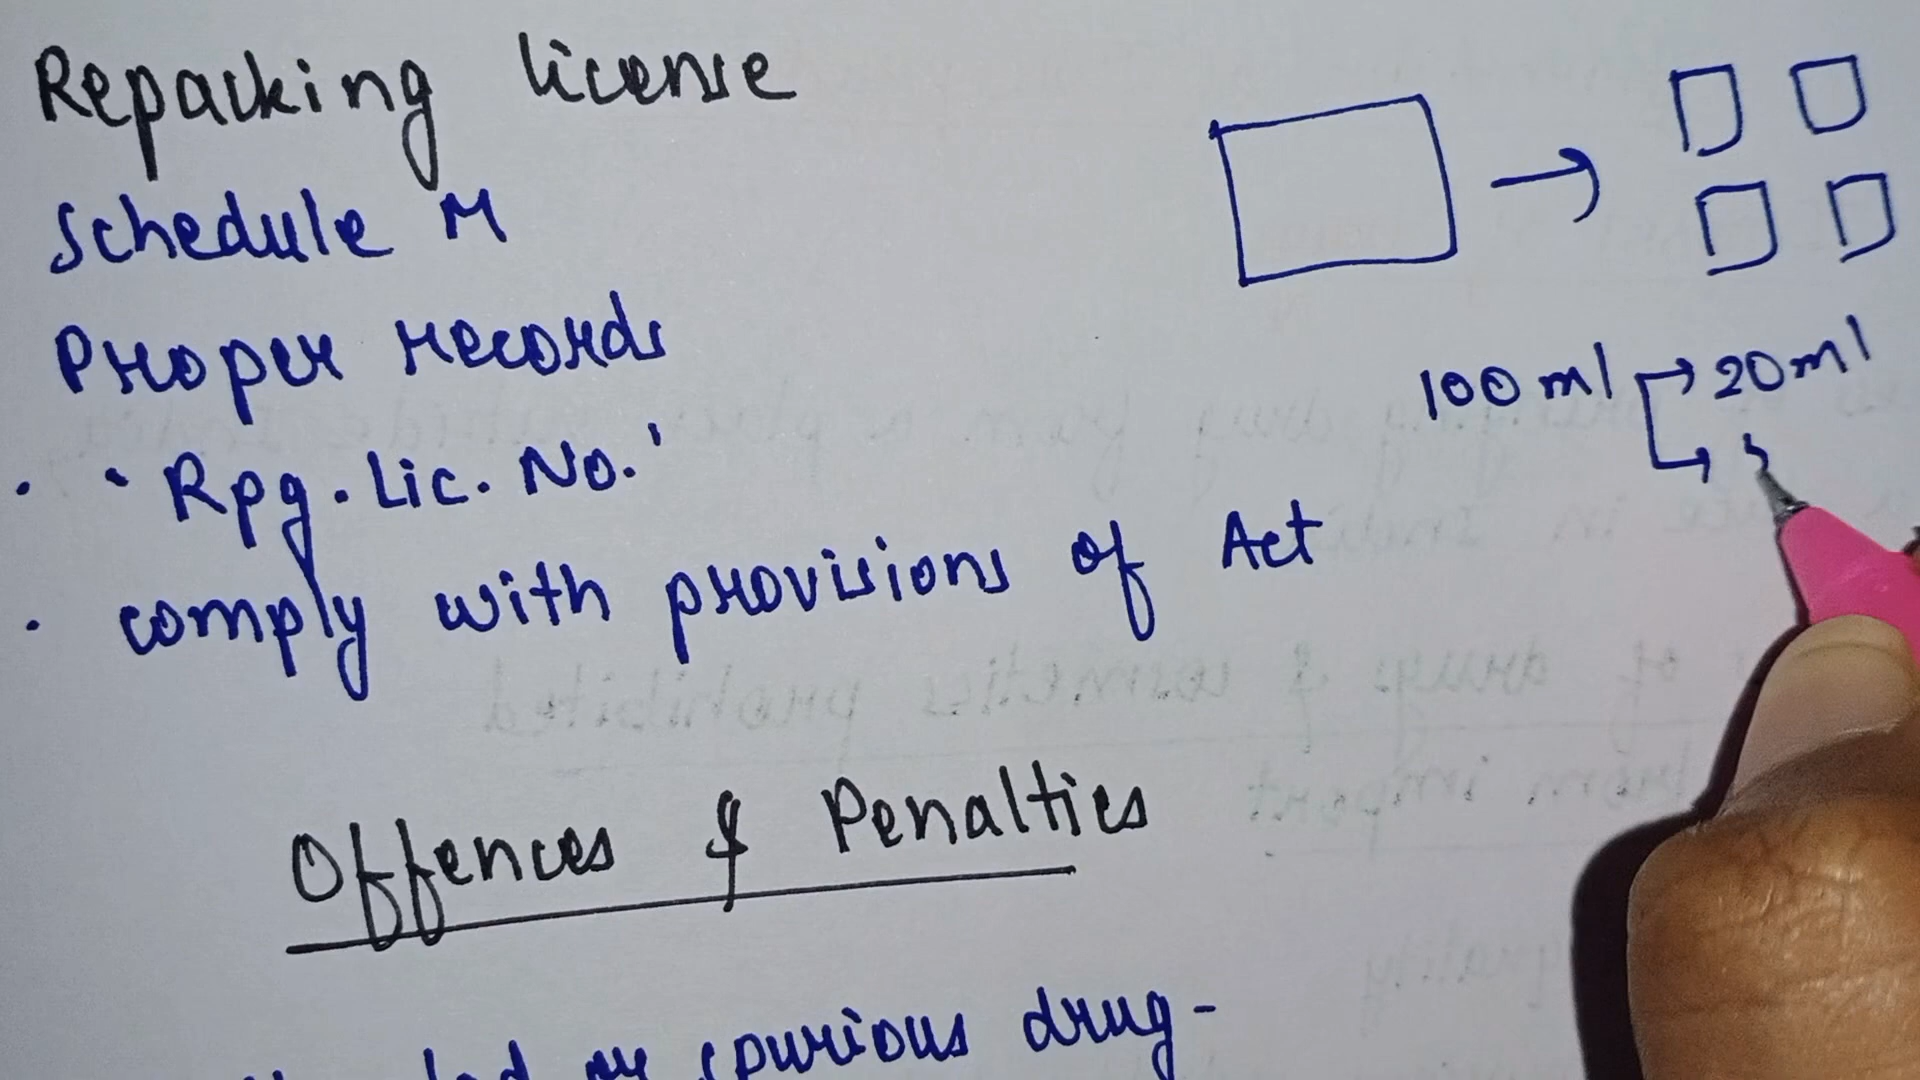 Repacking license
Schedule M
Proper records
• "Rpg. Lic. No.'
• comply with provisions of Act
100 ml → 20 ml
→
Offences & Penalties
or spurious drug-